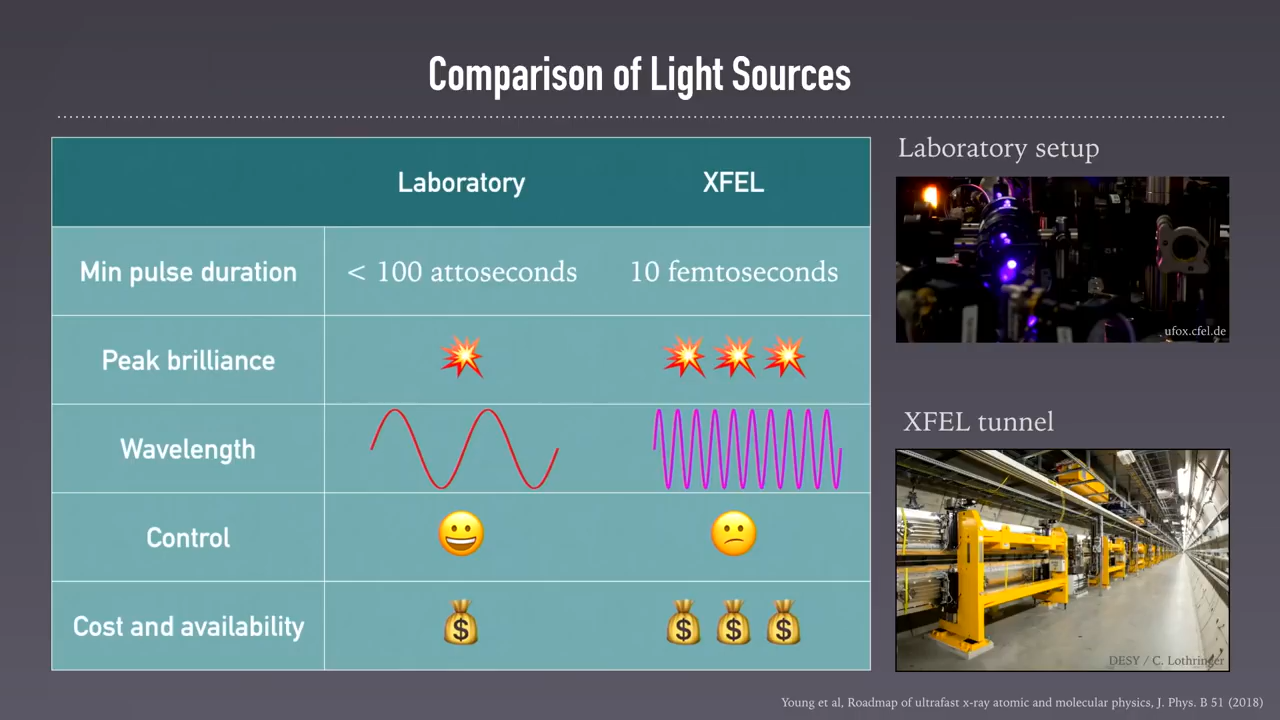 Comparison of Light Sources
Laboratory XFEL
Min pulse duration < 100 attoseconds 10 femtoseconds
Peak brilliance
Wavelength
Control
Cost and availability
Laboratory setup
ufox.cfel.de
XFEL tunnel
DESY / C. Lothringer
Young et al, Roadmap of ultrafast x-ray atomic and molecular physics, J. Phys. B 51 (2018)